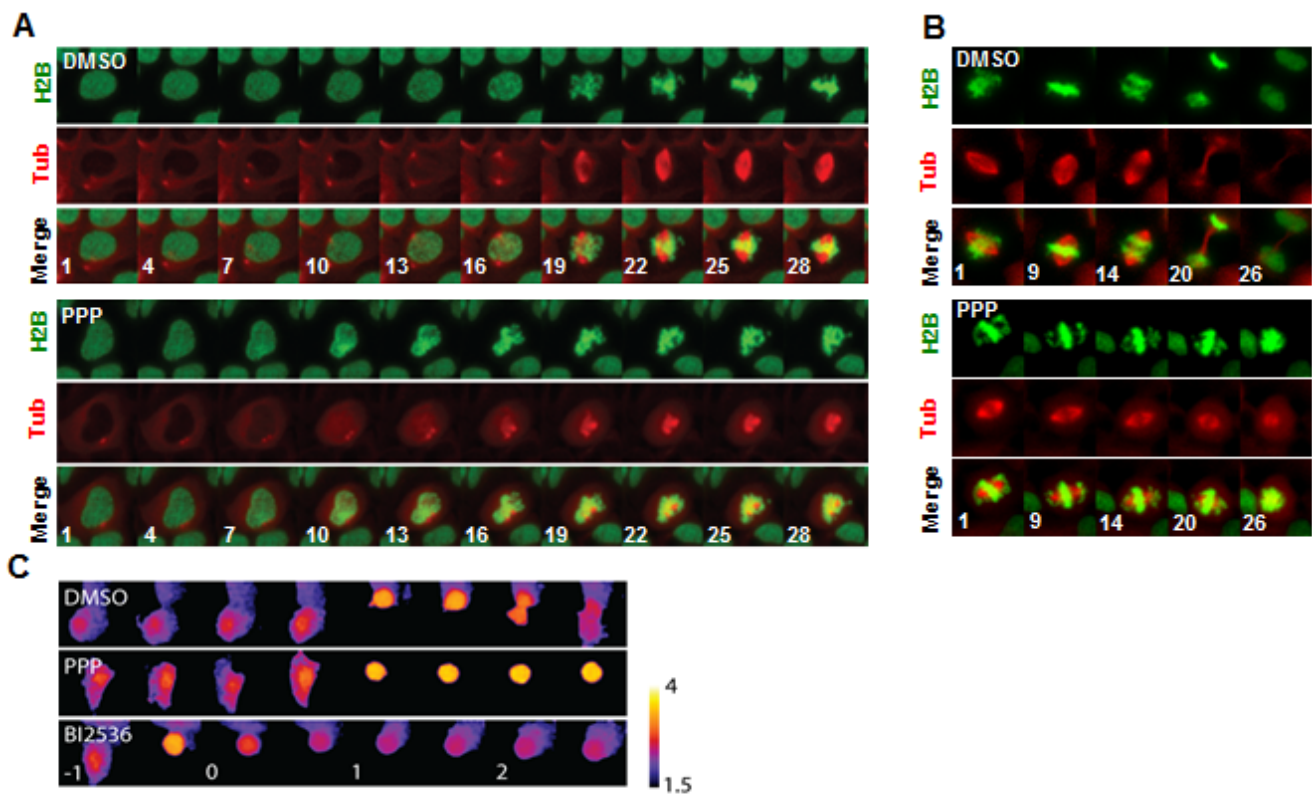 A
B
DMSO
H2B
Tub
Merge
1 4 7 10 13 16 19 22 25 28
PPP
H2B
Tub
Merge
1 4 7 10 13 16 19 22 25 28
DMSO
H2B
Tub
Merge
1 9 14 20 26
PPP
H2B
Tub
Merge
1 9 14 20 26
C
DMSO
PPP
BI2536
-1 0 1 2
4
1.5